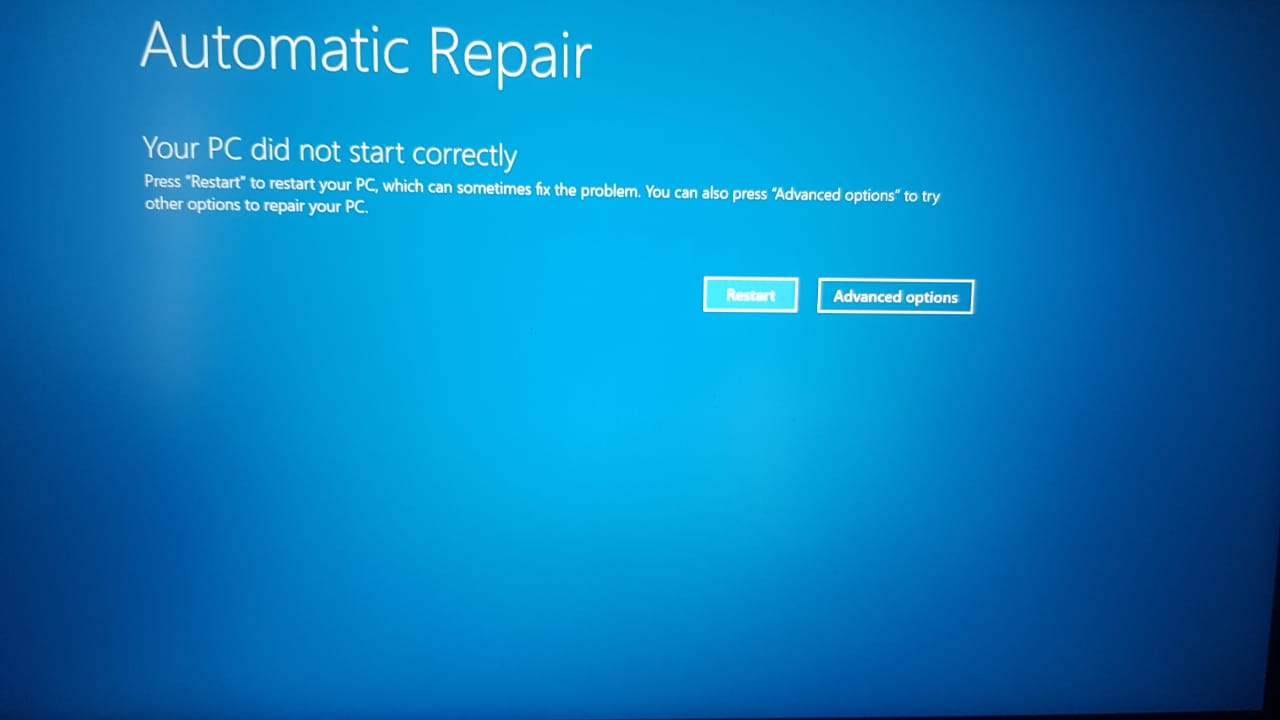 Automatic Repair
Your PC did not start correctly
Press “Restart” to restart your PC, which can sometimes fix the problem. You can also press “Advanced options” to try
other options to repair your PC.
Restart
Advanced options